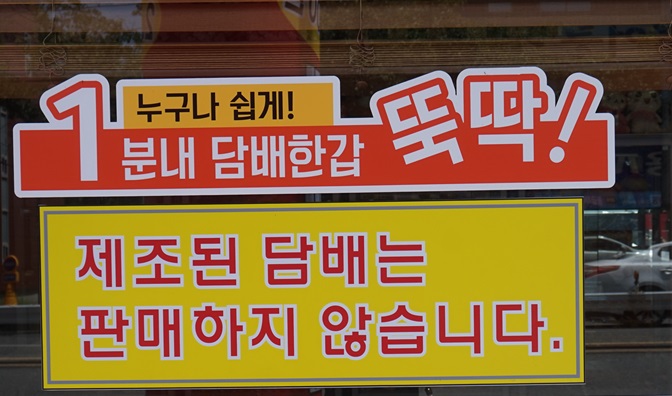 누구나 쉽게!
1분내 담배한갑 뚝딱!
제조된 담배는
판매하지 않습니다.